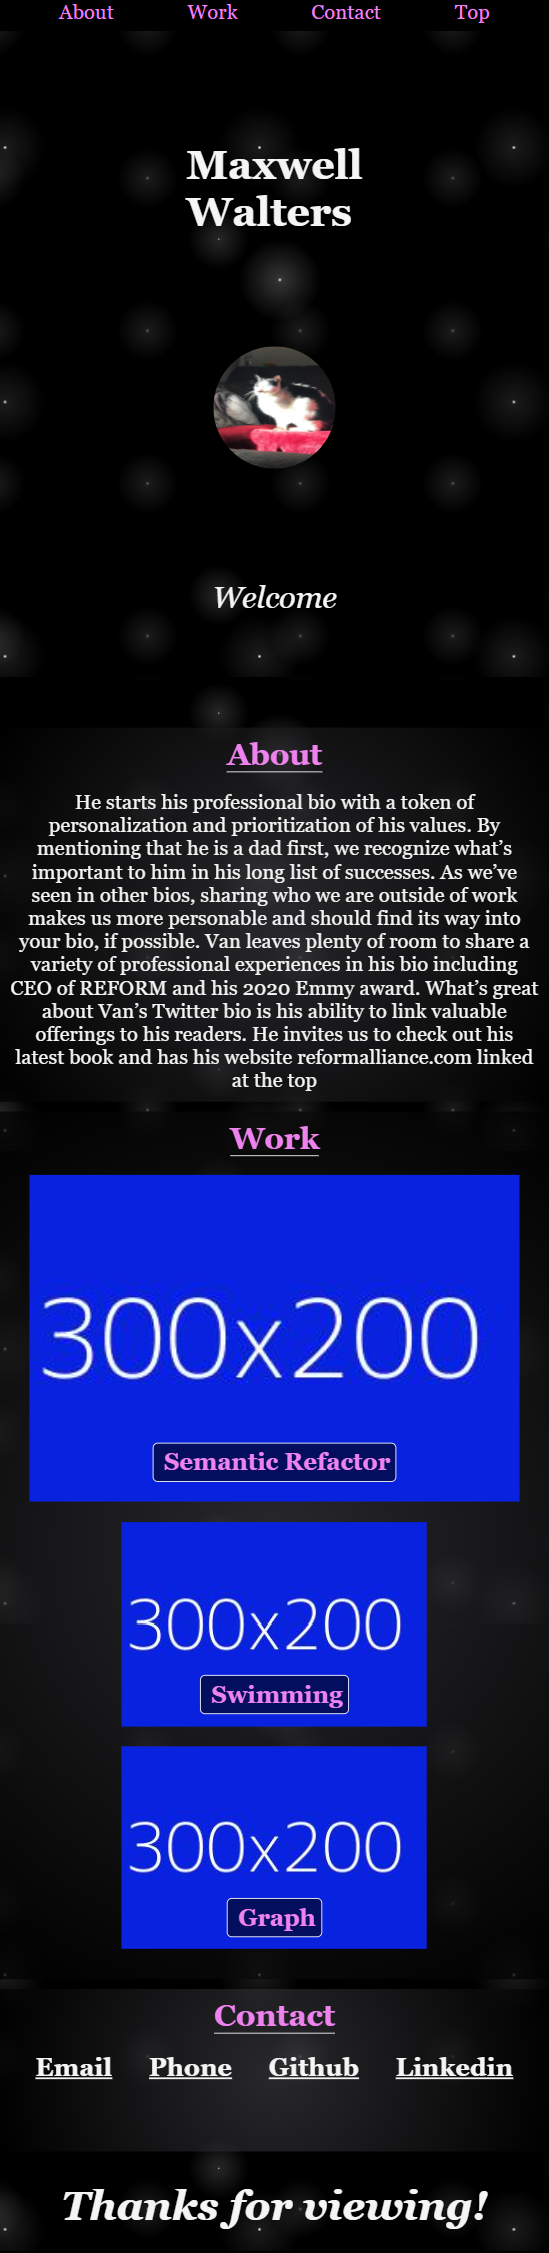 About Work Contact Top
Maxwell
Walters
Welcome
About
He starts his professional bio with a token of
personalization and prioritization of his values. By
mentioning that he is a dad first, we recognize what’s
important to him in his long list of successes. As we’ve
seen in other bios, sharing who we are outside of work
makes us more personable and should find its way into
your bio, if possible. Van leaves plenty of room to share a
variety of professional experiences in his bio including
CEO of REFORM and his 2020 Emmy award. What’s great
about Van’s Twitter bio is his ability to link valuable
offerings to his readers. He invites us to check out his
latest book and has his website reformalliance.com linked
at the top
Work
300x200
Semantic Refactor
300x200
Swimming
300x200
Graph
Contact
Email Phone Github Linkedin
Thanks for viewing!